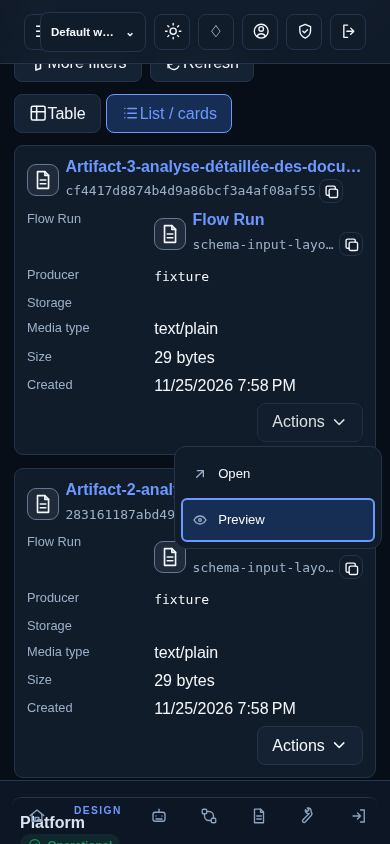 Default w… ⌄
More filters
Refresh
Table
List / cards
Artifact-3-analyse-détaillée-des-docu…
cf4417d8874b4d9a86bcf3a4af08af55
Flow Run
Flow Run
schema-input-layo…
Producer
fixture
Storage
Media type
text/plain
Size
29 bytes
Created
11/25/2026 7:58 PM
Actions
Open
Preview
Artifact-2-anal
283161187abd49
Flow Run
schema-input-layo…
Producer
fixture
Storage
Media type
text/plain
Size
29 bytes
Created
11/25/2026 7:58 PM
Actions
DESIGN
Platform
Operational